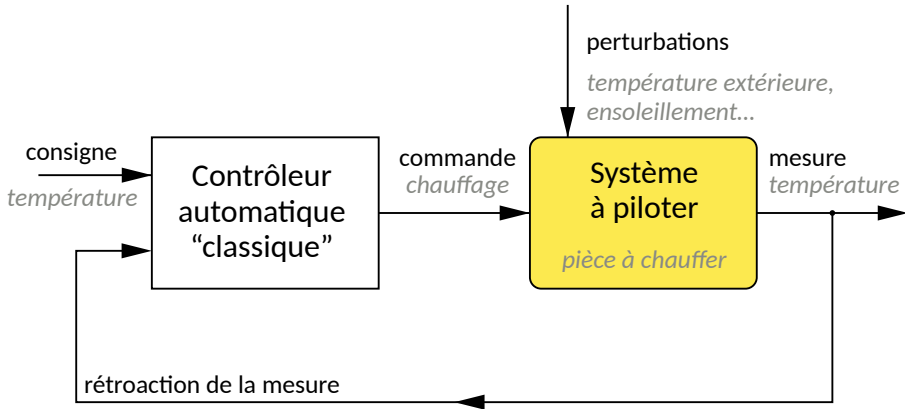 perturbations
température extérieure,
ensoleillement...
consigne
température
Contrôleur
automatique
“classique”
commande
chauffage
Système
à piloter
pièce à chauffer
mesure
température
rétroaction de la mesure